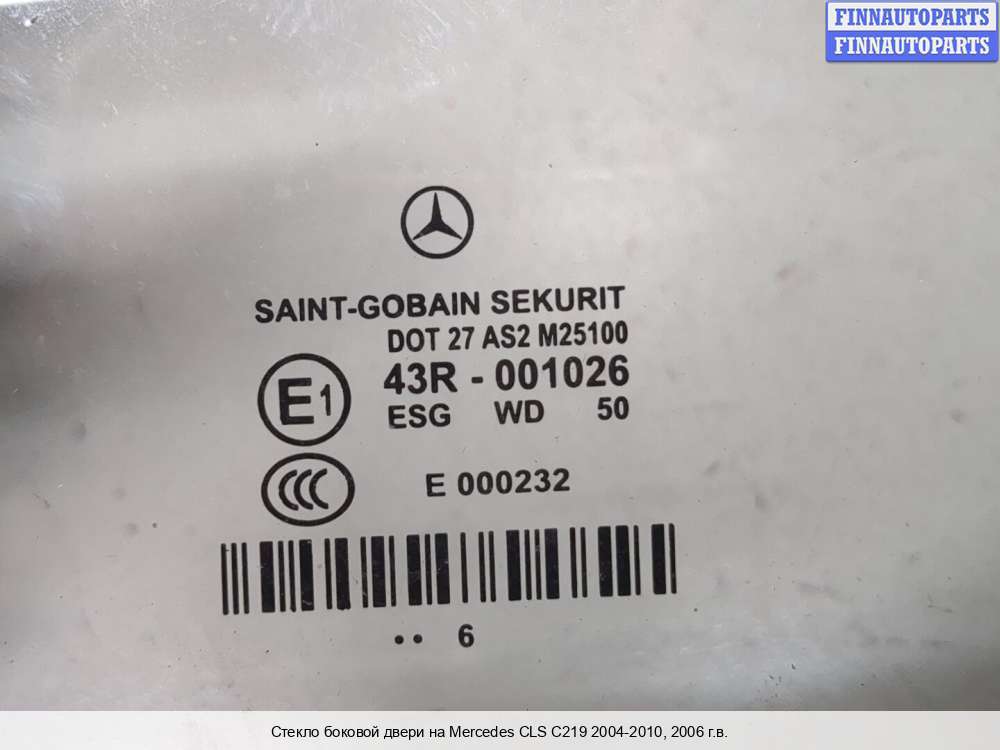 FINNAUTOPARTS
FINNAUTOPARTS
SAINT-GOBAIN SEKURIT
DOT 27 AS2 M25100
E1 43R - 001026
ESG WD 50
CCC E 000232
•• 6
Стекло боковой двери на Mercedes CLS C219 2004-2010, 2006 г.в.